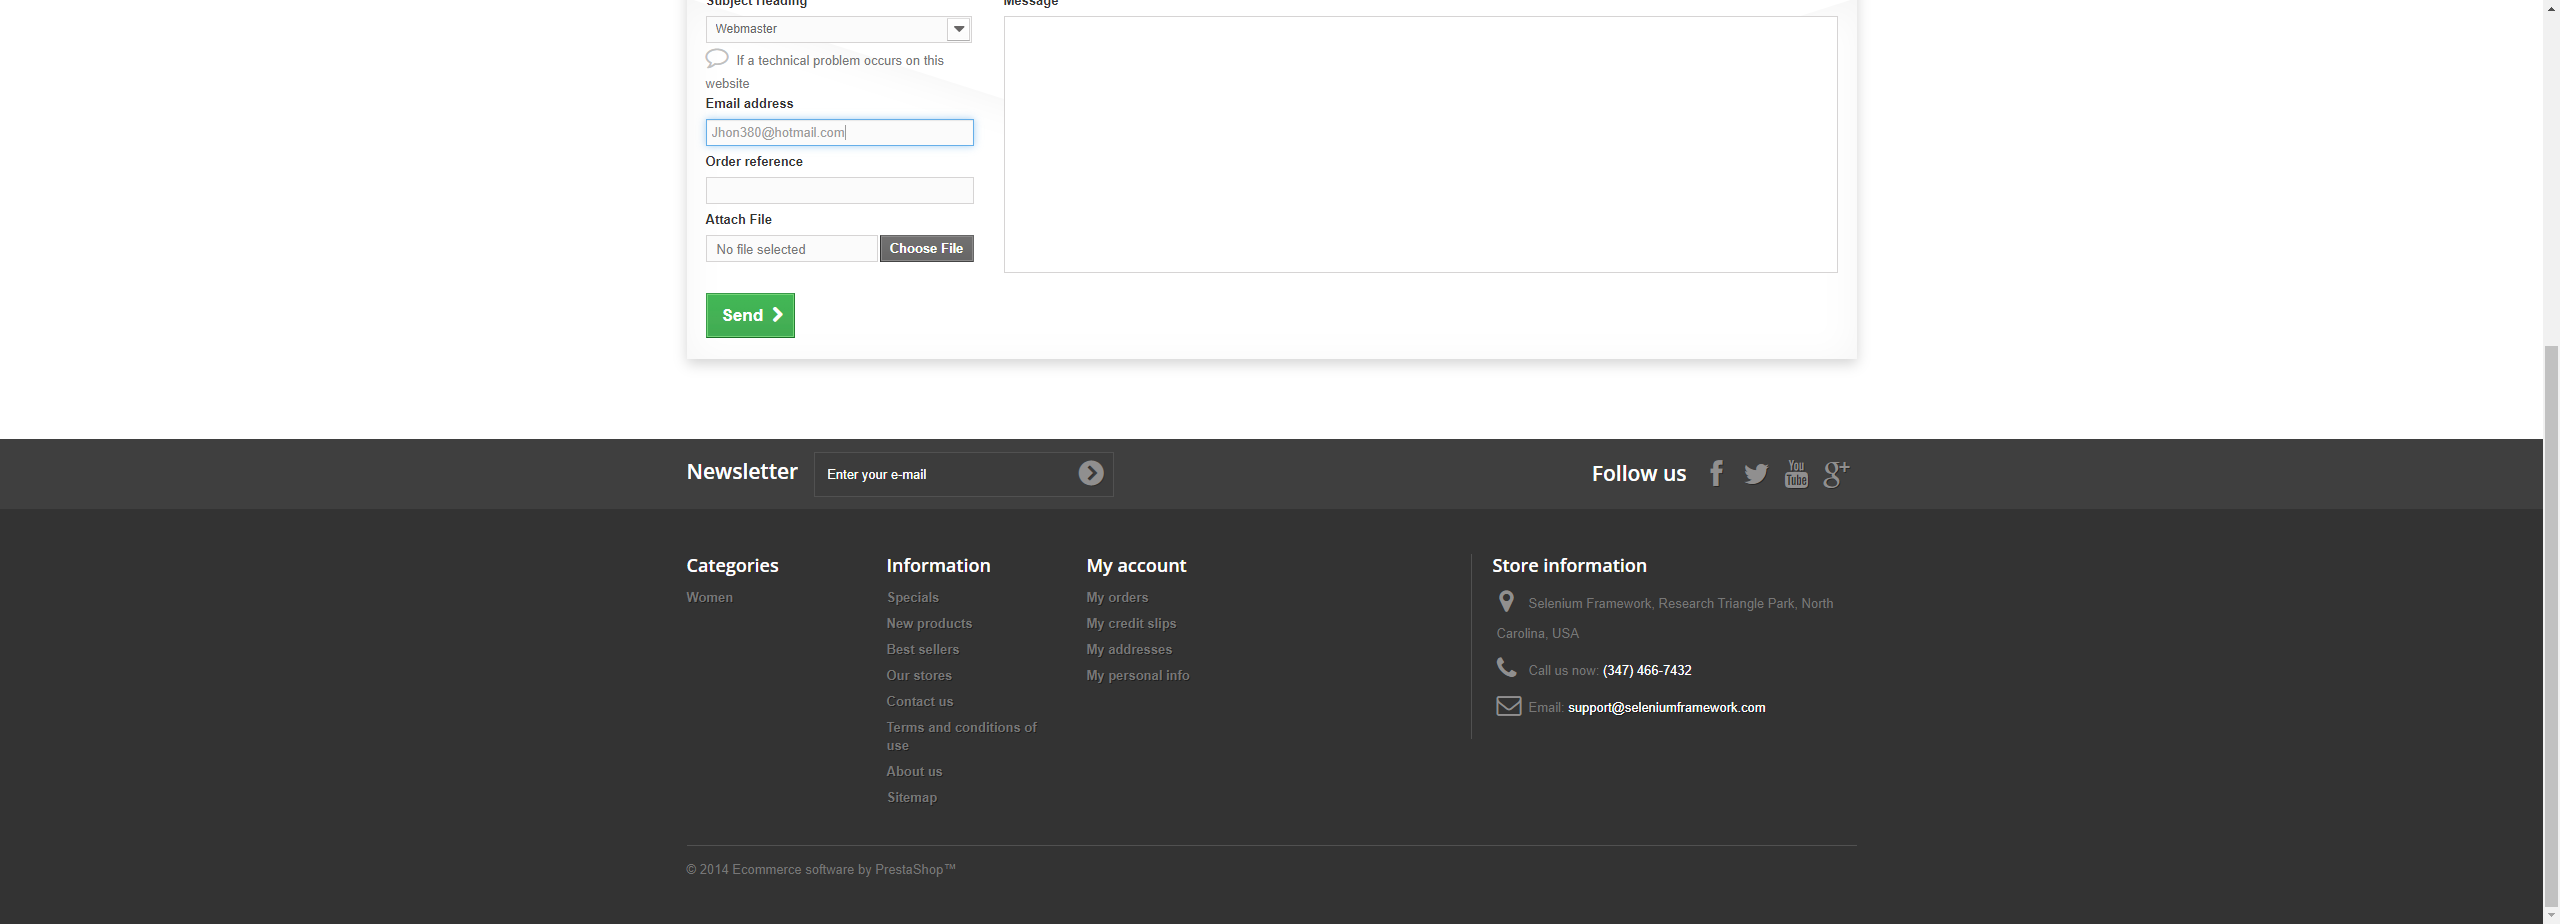 Subject Heading
Message
Webmaster
If a technical problem occurs on this
website
Email address
Jhon380@hotmail.com
Order reference
Attach File
No file selected
Choose File
Send
Newsletter
Enter your e-mail
Follow us
You
Tube
g+
Categories
Women
Information
Specials
New products
Best sellers
Our stores
Contact us
Terms and conditions of
use
About us
Sitemap
My account
My orders
My credit slips
My addresses
My personal info
Store information
Selenium Framework, Research Triangle Park, North
Carolina, USA
Call us now: (347) 466-7432
Email: support@seleniumframework.com
© 2014 Ecommerce software by PrestaShop™